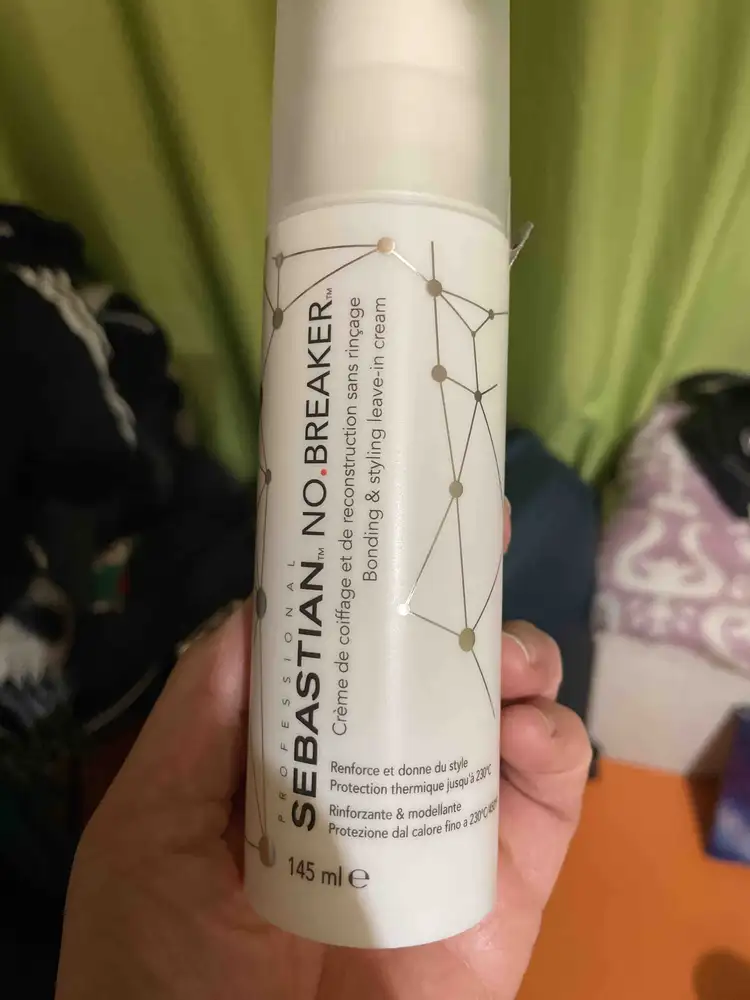 PROFESSIONAL
SEBASTIAN™ NO.BREAKER™
Crème de coiffage et de reconstruction sans rinçage
Bonding & styling leave-in cream
Renforce et donne du style
Protection thermique jusqu'à 230°C
Rinforzante & modellante
Protezione dal calore fino a 230°C/450°F
145 ml e